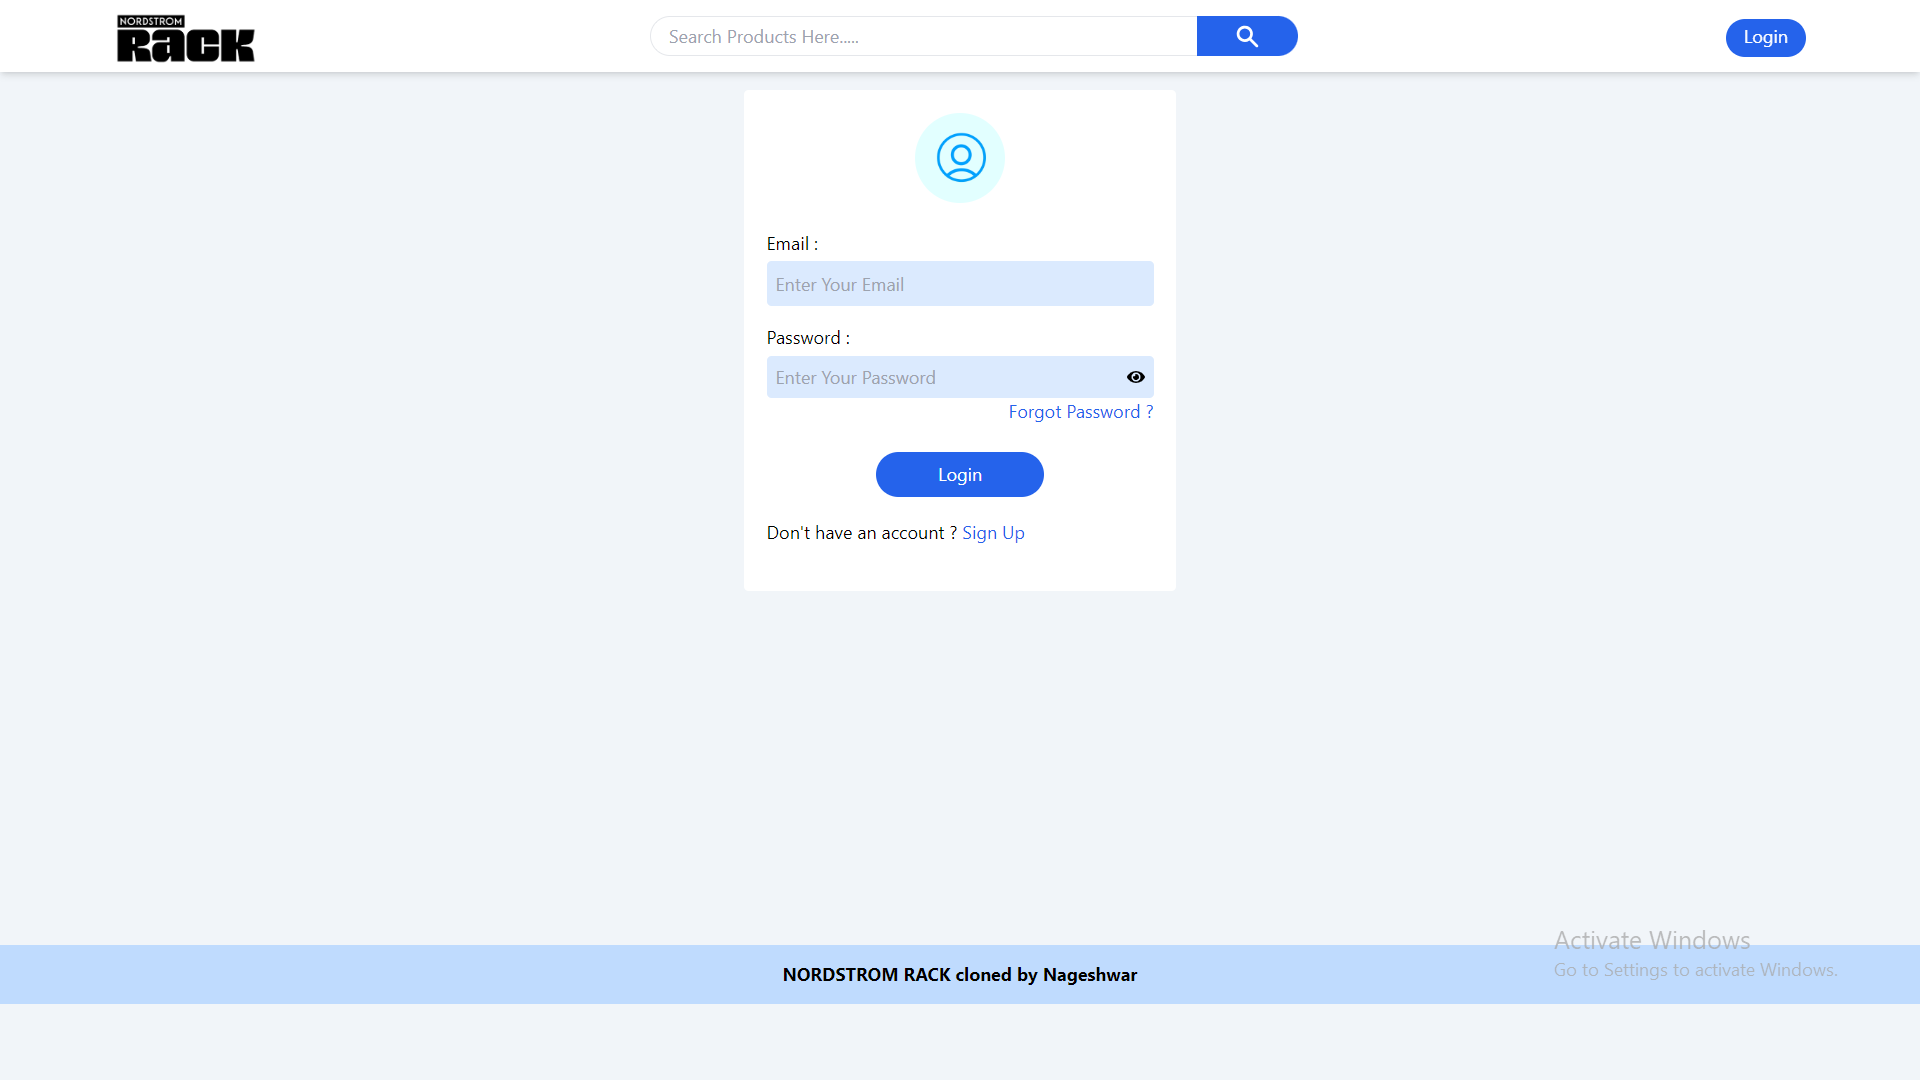 NORDSTROM
Rack
Search Products Here.....
Login
Email :
Enter Your Email
Password :
Enter Your Password
Forgot Password ?
Login
Don't have an account ? Sign Up
Activate Windows
Go to Settings to activate Windows.
NORDSTROM RACK cloned by Nageshwar